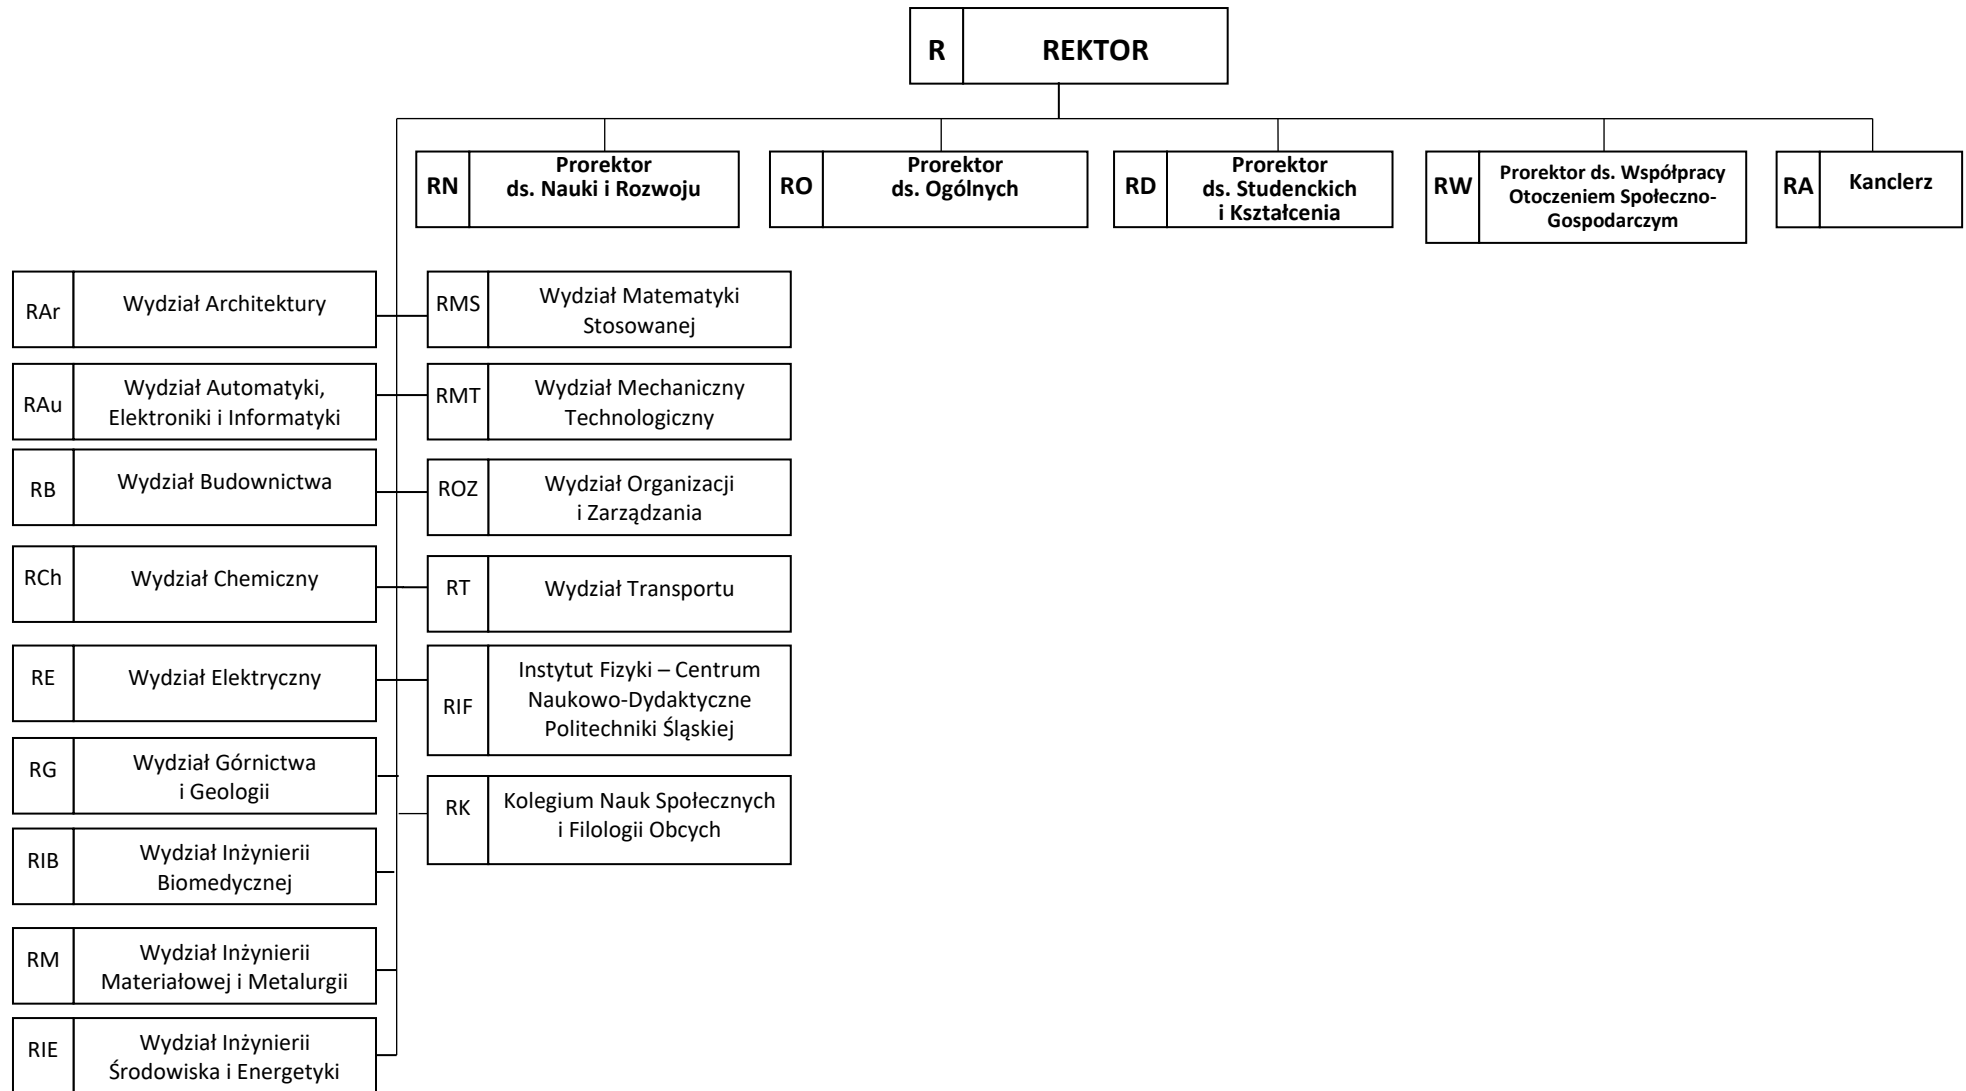 R
REKTOR
RN
Prorektor
ds. Nauki i Rozwoju
RO
Prorektor
ds. Ogólnych
RD
Prorektor
ds. Studenckich
i Kształcenia
RW
Prorektor ds. Współpracy
Otoczeniem Społeczno-
Gospodarczym
RA
Kanclerz
RAr
Wydział Architektury
RAu
Wydział Automatyki,
Elektroniki i Informatyki
RB
Wydział Budownictwa
RCh
Wydział Chemiczny
RE
Wydział Elektryczny
RG
Wydział Górnictwa
i Geologii
RIB
Wydział Inżynierii
Biomedycznej
RM
Wydział Inżynierii
Materiałowej i Metalurgii
RIE
Wydział Inżynierii
Środowiska i Energetyki
RMS
Wydział Matematyki
Stosowanej
RMT
Wydział Mechaniczny
Technologiczny
ROZ
Wydział Organizacji
i Zarządzania
RT
Wydział Transportu
RIF
Instytut Fizyki – Centrum
Naukowo-Dydaktyczne
Politechniki Śląskiej
RK
Kolegium Nauk Społecznych
i Filologii Obcych